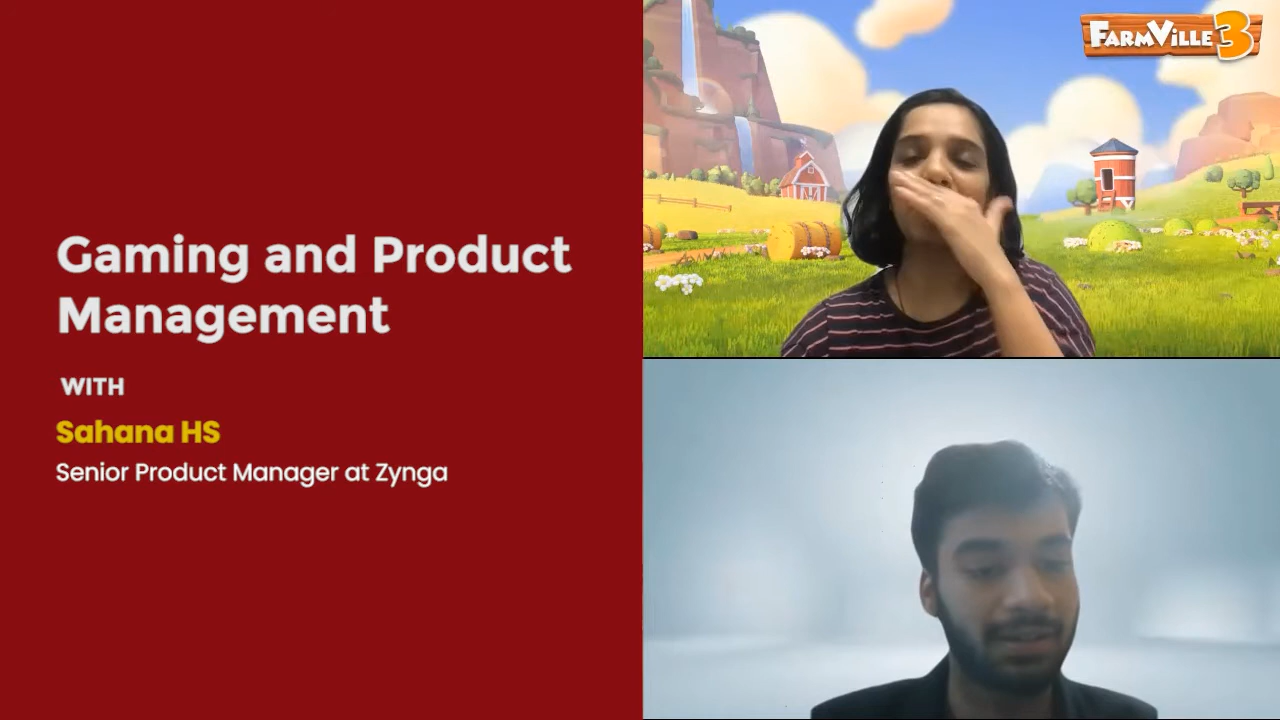 Gaming and Product
Management
WITH
Sahana HS
Senior Product Manager at Zynga
FARMVILLE 3